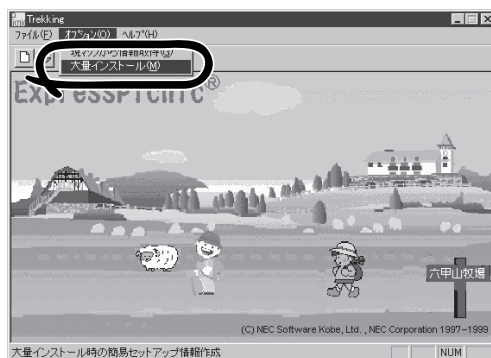 Trekking
ファイル(F) オプション(O) ヘルプ(H)
大量インストール(M)
ExpressPicnic®
六甲山牧場
(C) NEC Software Kobe, Ltd. , NEC Corporation 1997-1999
大量インストール時の簡易セットアップ情報作成
NUM